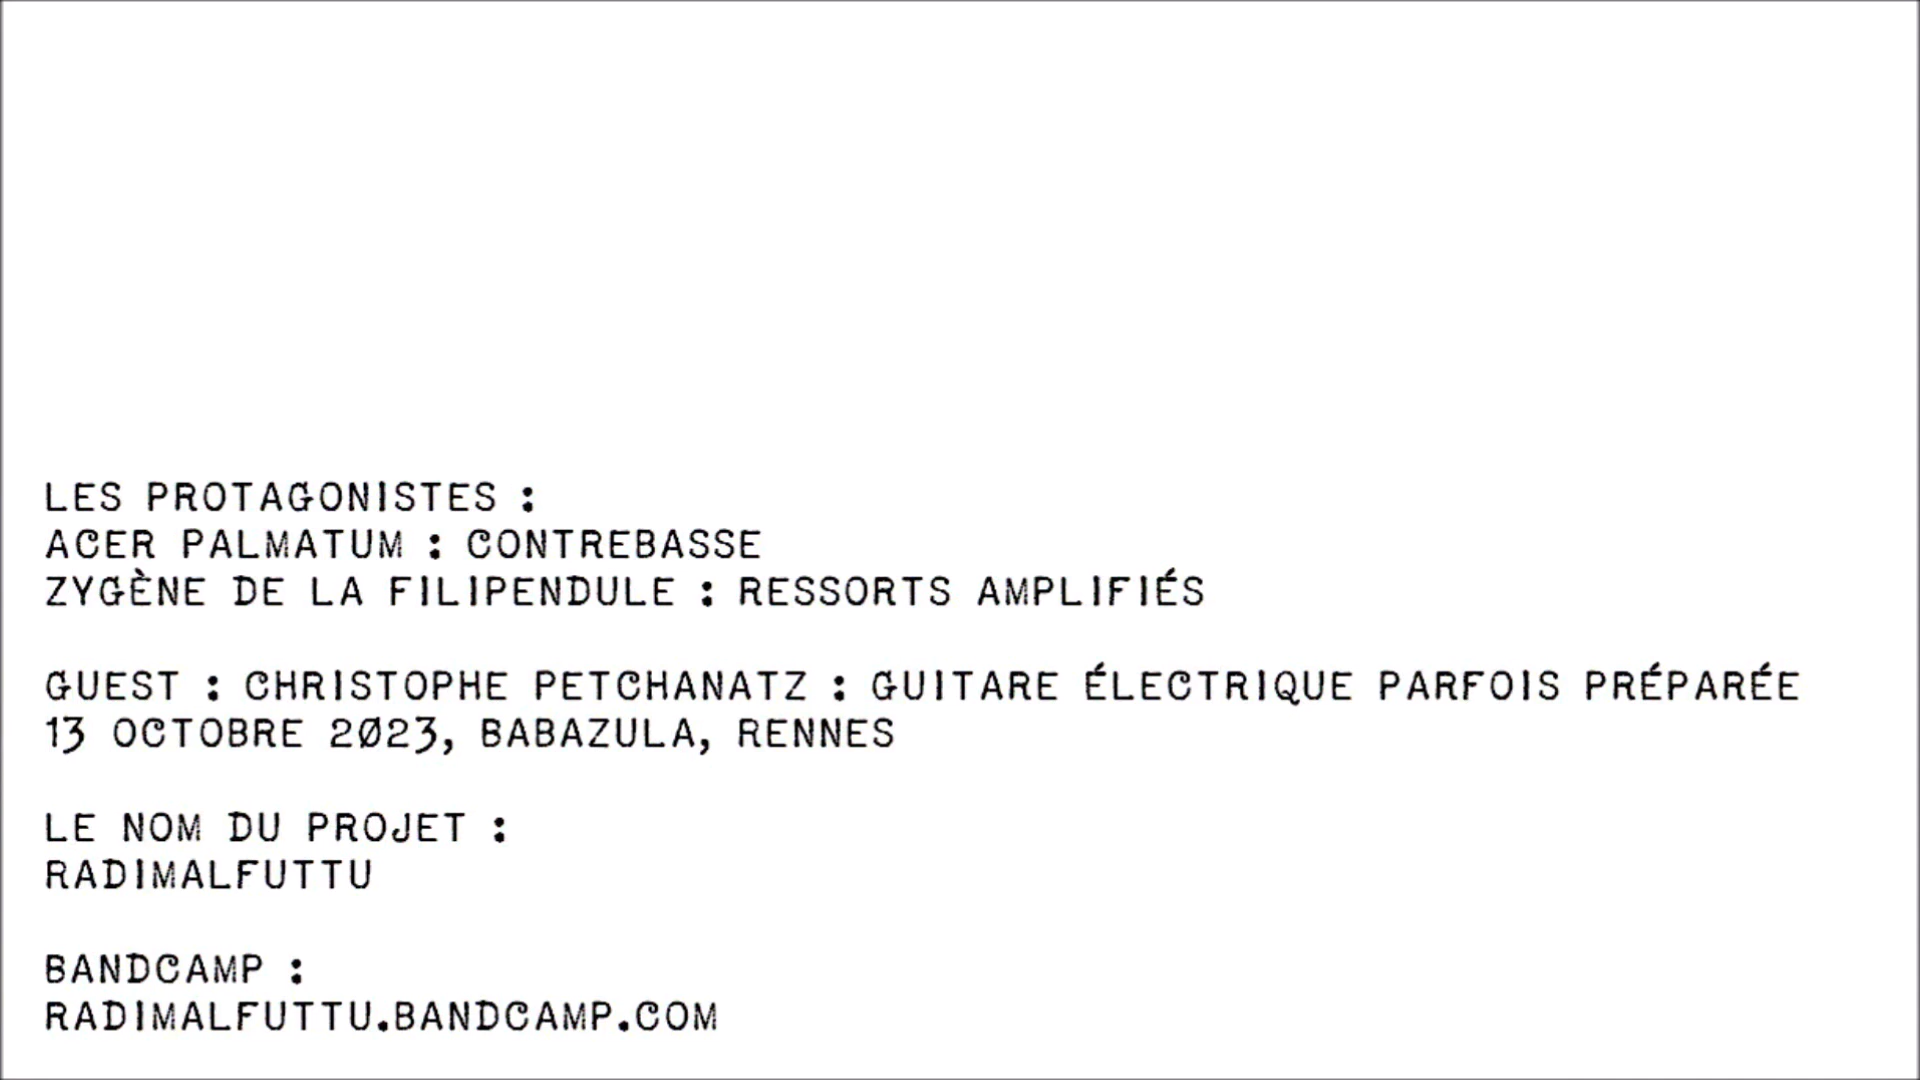 LES PROTAGONISTES :
ACER PALMATUM : CONTREBASSE
ZYGÈNE DE LA FILIPENDULE : RESSORTS AMPLIFIÉS
GUEST : CHRISTOPHE PETCHANATZ : GUITARE ÉLECTRIQUE PARFOIS PRÉPARÉE
13 OCTOBRE 2023, BABAZULA, RENNES
LE NOM DU PROJET :
RADIMALFUTTU
BANDCAMP :
RADIMALFUTTU.BANDCAMP.COM